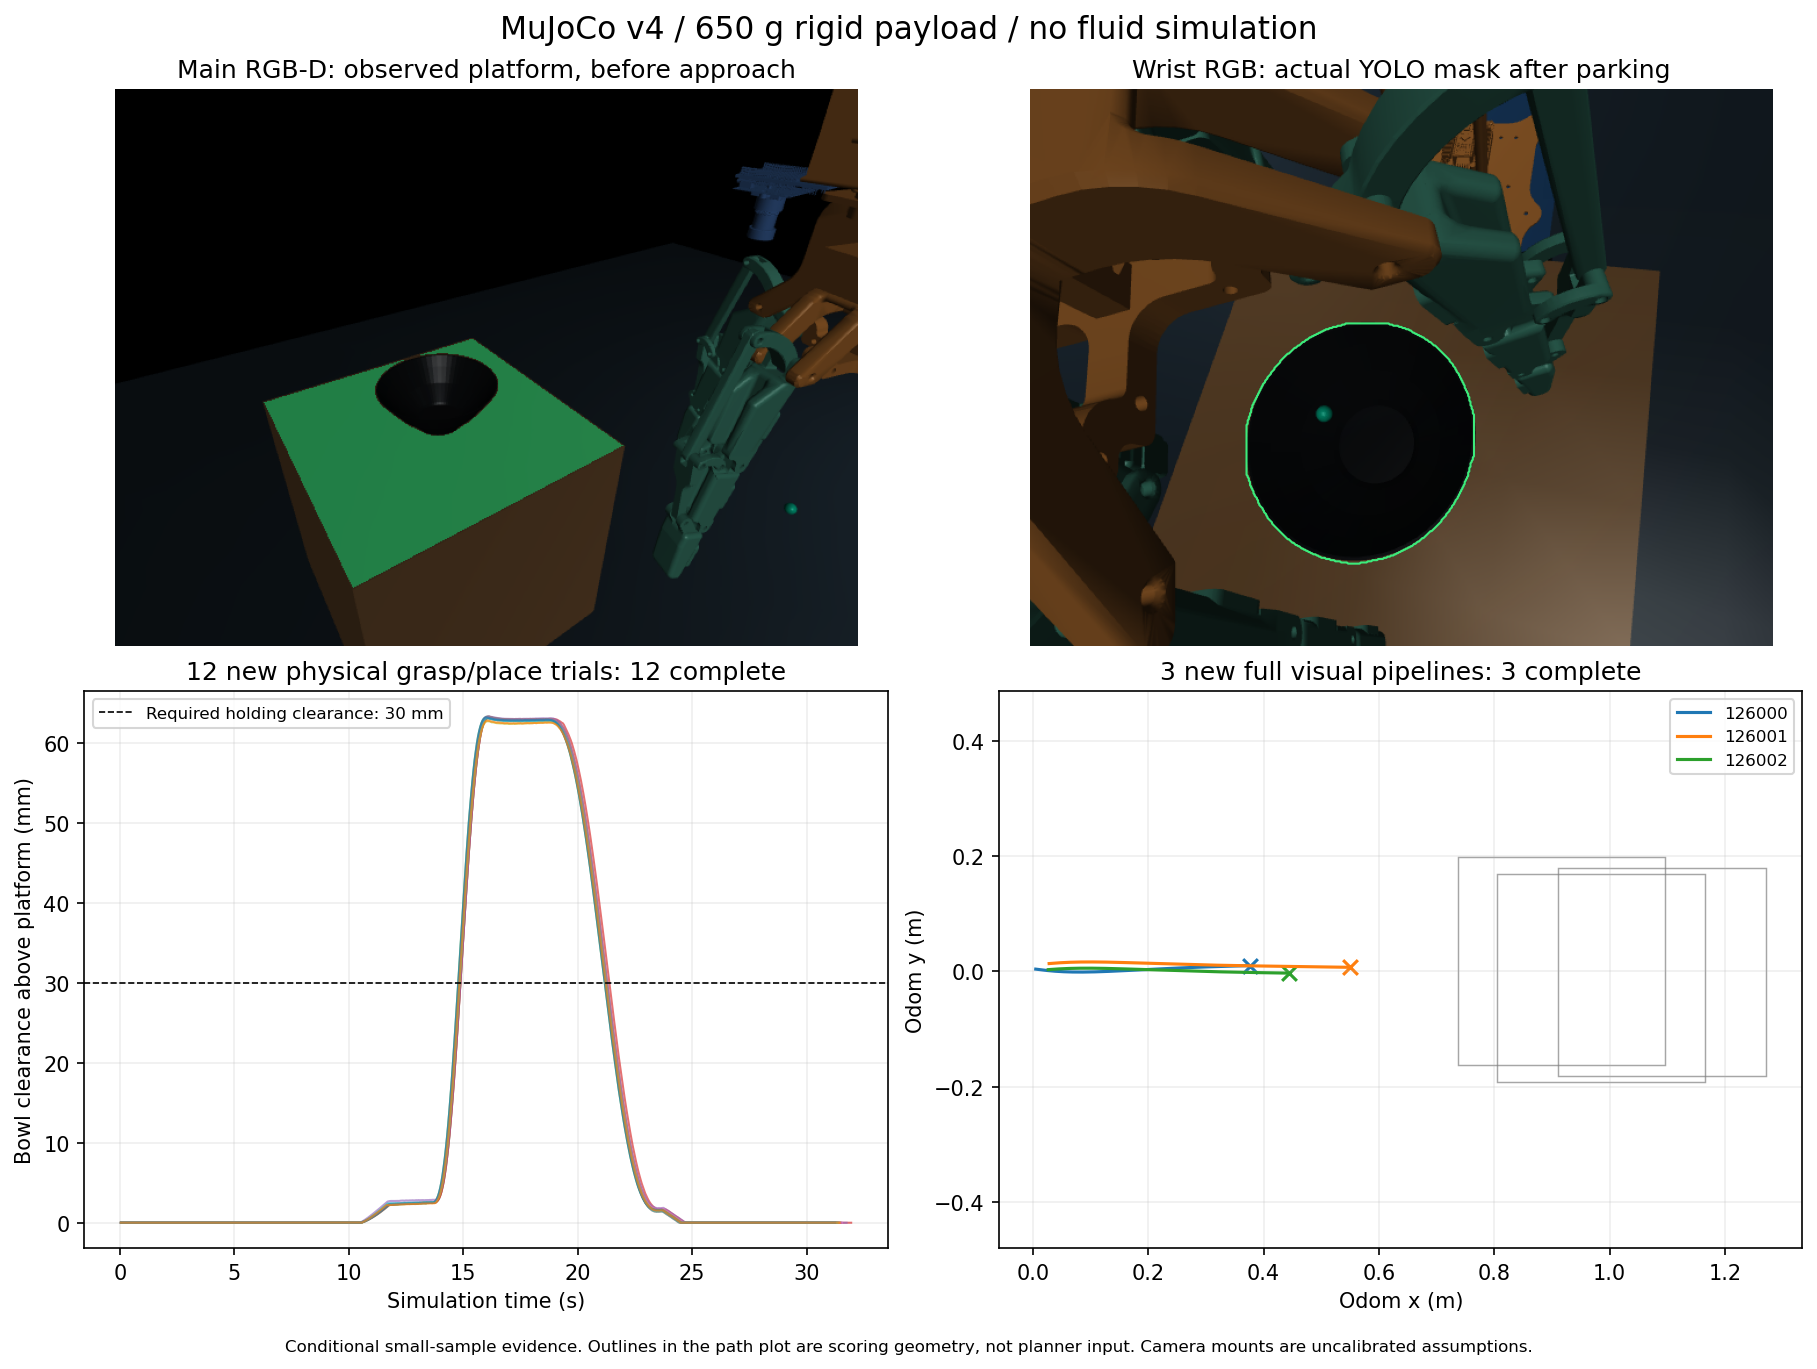 MuJoCo v4 / 650 g rigid payload / no fluid simulation
Main RGB-D: observed platform, before approach
Wrist RGB: actual YOLO mask after parking
12 new physical grasp/place trials: 12 complete
Required holding clearance: 30 mm
Bowl clearance above platform (mm)
60
50
40
30
20
10
0
0 5 10 15 20 25 30
Simulation time (s)
3 new full visual pipelines: 3 complete
126000
126001
126002
Odom y (m)
0.4
0.2
0.0
−0.2
−0.4
0.0 0.2 0.4 0.6 0.8 1.0 1.2
Odom x (m)
Conditional small-sample evidence. Outlines in the path plot are scoring geometry, not planner input. Camera mounts are uncalibrated assumptions.